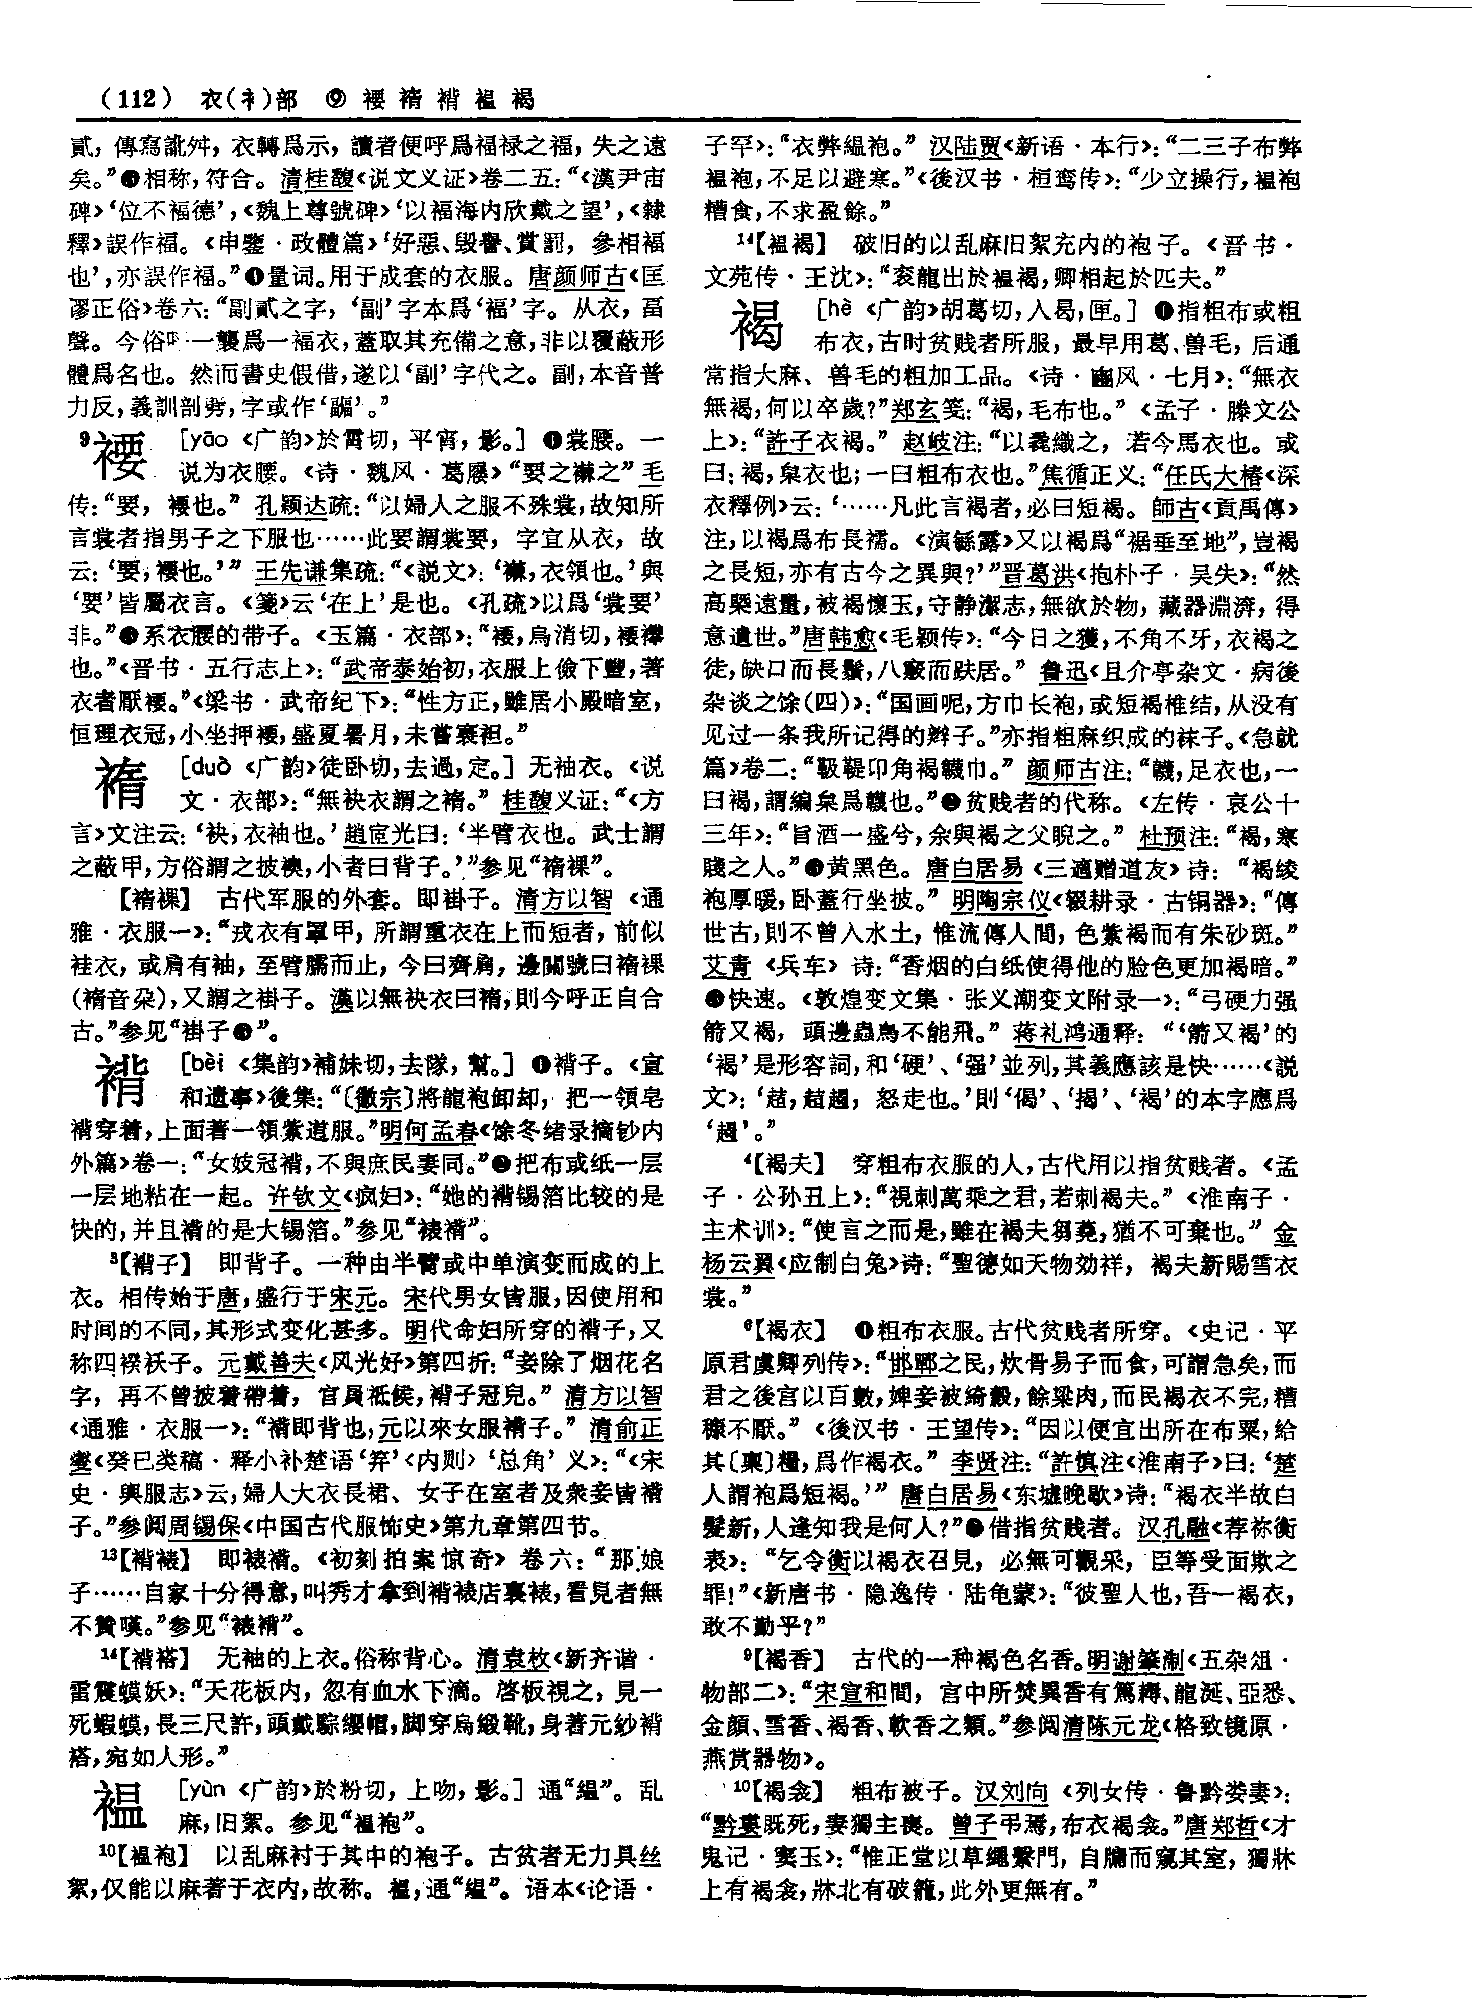 （112） 衣(衤)部 ⑨ 褑褕褙褞褐
貳，傳寫訛舛，衣轉爲示，讀者便呼爲福禄之福，失之遠
矣。”❸相称，符合。清桂馥《说文义证》卷二五：“《漢尹宙
碑》‘位不福德’，《魏上尊號碑》‘以福海内欣戴之望’，《隸
釋》誤作福。《申鑒·政體篇》‘好惡、毁譽、賞罰，參相福
也’，亦誤作福。”❹量词。用于成套的衣服。唐颜师古《匡
谬正俗》卷六：“副貳之字，‘副’字本爲‘福’字。从衣，畐
聲。今俗呼一襲爲一福衣，蓋取其充備之意，非以覆蔽形
體爲名也。然而書史假借，遂以‘副’字代之。副，本音普
力反，義訓剖劈，字或作‘疈’。”
9褑 [yāo 《广韵》於霄切，平宵，影。] ❶裳腰。一
说为衣腰。《诗·魏风·葛屦》“要之襋之”毛
传：“要，褑也。”孔颖达疏：“以婦人之服不殊裳，故知所
言裳者指男子之下服也……此要謂裳要，字宜从衣，故
云：‘要，褑也。’”王先谦集疏：“《説文》：‘襋，衣領也。’與
‘要’皆屬衣言。《箋》云‘在上’是也。《孔疏》以爲‘裳要’
非。”❷系衣腰的带子。《玉篇·衣部》：“褑，烏消切，褑襻
也。”《晋书·五行志上》：“武帝泰始初，衣服上儉下豐，著
衣者厭褑。”《梁书·武帝纪下》：“性方正，雖居小殿暗室，
恒理衣冠，小坐押褑，盛夏暑月，未嘗褰袒。”
褕 [duò 《广韵》徒卧切，去過，定。] 无袖衣。《说
文·衣部》：“無袂衣謂之褕。”桂馥义证：“《方
言》文注云：‘袂，衣袖也。’趙宧光曰：‘半臂衣也。武士謂
之蔽甲，方俗謂之披襖，小者曰背子。’”参见“褕祼”。
【褕祼】 古代军服的外套。即褂子。清方以智《通
雅·衣服一》：“戎衣有罩甲，所謂重衣在上而短者，前似
袿衣，或肩有袖，至臂臑而止，今曰齊肩，邊關號曰褕祼
（褕音朶），又謂之褂子。漢以無袂衣曰褕，則今呼正自合
古。”参见“褂子❸”。
褙 [bèi 《集韵》補妹切，去隊，幫。] ❶褙子。《宣
和遗事》後集：“〔徽宗〕將龍袍卸却，把一領皂
褙穿着，上面著一領紫道服。”明何孟春《馀冬绪录摘钞内
外篇》卷一：“女妓冠褙，不與庶民妻同。”❷把布或纸一层
一层地粘在一起。许钦文《疯妇》：“她的褙锡箔比较的是
快的，并且褙的是大锡箔。”参见“裱褙”。
3【褙子】 即背子。一种由半臂或中单演变而成的上
衣。相传始于唐，盛行于宋元。宋代男女皆服，因使用和
时间的不同，其形式变化甚多。明代命妇所穿的褙子，又
称四䙆袄子。元戴善夫《风光好》第四折：“妾除了烟花名
字，再不曾披着帶着，官員祗候，褙子冠兒。”清方以智
《通雅·衣服一》：“褙即背也，元以來女服褙子。”清俞正
燮《癸巳类稿·释小补楚语‘笄’《内则》‘总角’义》：“《宋
史·輿服志》云，婦人大衣長裙、女子在室者及衆妾皆褙
子。”参阅周锡保《中国古代服饰史》第九章第四节。
13【褙裱】 即裱褙。《初刻拍案惊奇》卷六：“那娘
子……自家十分得意，叫秀才拿到褙裱店裏裱，看見者無
不贊嘆。”参见“裱褙”。
14【褙褡】 无袖的上衣。俗称背心。清袁枚《新齐谐·
雷震蟆妖》：“天花板内，忽有血水下滴。啓板視之，見一
死蝦蟆，長三尺許，頭戴騌纓帽，脚穿烏緞靴，身著元紗褙
褡，宛如人形。”
褞 [yùn 《广韵》於粉切，上吻，影。] 通“緼”。乱
麻，旧絮。参见“褞袍”。
10【褞袍】 以乱麻衬于其中的袍子。古贫者无力具丝
絮，仅能以麻著于衣内，故称。褞，通“緼”。语本《论语·
子罕》：“衣弊緼袍。”汉陆贾《新语·本行》：“二三子布弊
褞袍，不足以避寒。”《後汉书·桓鸾传》：“少立操行，褞袍
糟食，不求盈餘。”
14【褞褐】 破旧的以乱麻旧絮充内的袍子。《晋书·
文苑传·王沈》：“衮龍出於褞褐，卿相起於匹夫。”
褐 [hè 《广韵》胡葛切，入曷，匣。] ❶指粗布或粗
布衣，古时贫贱者所服，最早用葛、兽毛，后通
常指大麻、兽毛的粗加工品。《诗·豳风·七月》：“無衣
無褐，何以卒歲？”郑玄笺：“褐，毛布也。”《孟子·滕文公
上》：“許子衣褐。”赵岐注：“以毳織之，若今馬衣也。或
曰：褐，枲衣也；一曰粗布衣也。”焦循正义：“任氏大椿《深
衣釋例》云：‘……凡此言褐者，必曰短褐。師古《貢禹傳》
注，以褐爲布長襦。《演繁露》又以褐爲“裾垂至地”，豈褐
之長短，亦有古今之異與？’”晋葛洪《抱朴子·吴失》：“然
高槩遠量，被褐懷玉，守静潔志，無欲於物，藏器淵洿，得
意遺世。”唐韩愈《毛颖传》：“今日之獲，不角不牙，衣褐之
徒，缺口而長鬚，八竅而趺居。”鲁迅《且介亭杂文·病後
杂谈之馀(四)》：“国画呢，方巾长袍，或短褐椎结，从没有
见过一条我所记得的辫子。”亦指粗麻织成的袜子。《急就
篇》卷二：“靸鞮卬角褐韤巾。”颜师古注：“韤，足衣也，一
曰褐，謂編枲爲韤也。”❷贫贱者的代称。《左传·哀公十
三年》：“旨酒一盛兮，余與褐之父睨之。”杜预注：“褐，寒
賤之人。”❸黄黑色。唐白居易《三適赠道友》诗：“褐绫
袍厚暖，卧蓋行坐披。”明陶宗仪《辍耕录·古铜器》：“傳
世古，則不曾入水土，惟流傳人間，色紫褐而有朱砂斑。”
艾青《兵车》诗：“香烟的白纸使得他的脸色更加褐暗。”
❹快速。《敦煌变文集·张义潮变文附录一》：“弓硬力强
箭又褐，頭邊蟲鳥不能飛。”蒋礼鸿通释：“‘箭又褐’的
‘褐’是形容詞，和‘硬’、‘强’並列，其義應該是快……《説
文》：‘趌，趌趨，怒走也。’則‘偈’、‘揭’、‘褐’的本字應爲
‘趨’。”
4【褐夫】 穿粗布衣服的人，古代用以指贫贱者。《孟
子·公孙丑上》：“視刺萬乘之君，若刺褐夫。”《淮南子·
主术训》：“使言之而是，雖在褐夫芻蕘，猶不可棄也。”金
杨云翼《应制白兔》诗：“聖德如天物効祥，褐夫新賜雪衣
裳。”
6【褐衣】 ❶粗布衣服。古代贫贱者所穿。《史记·平
原君虞卿列传》：“邯鄲之民，炊骨易子而食，可謂急矣，而
君之後宫以百數，婢妾被綺縠，餘粱肉，而民褐衣不完，糟
糠不厭。”《後汉书·王望传》：“因以便宜出所在布粟，给
其〔稟〕糧，爲作褐衣。”李贤注：“許慎注《淮南子》曰：‘楚
人謂袍爲短褐。’”唐白居易《东墟晚歇》诗：“褐衣半故白
髮新，人逢知我是何人？”❷借指贫贱者。汉孔融《荐祢衡
表》：“乞令衡以褐衣召見，必無可觀采，臣等受面欺之
罪！”《新唐书·隐逸传·陆龟蒙》：“彼聖人也，吾一褐衣，
敢不勤乎？”
9【褐香】 古代的一种褐色名香。明谢肇淛《五杂俎·
物部二》：“宋宣和間，宫中所焚異香有篤耨、龍涎、亞悉、
金顔、雪香、褐香、軟香之類。”参阅清陈元龙《格致镜原·
燕赏器物》。
10【褐衾】 粗布被子。汉刘向《列女传·鲁黔娄妻》：
“黔婁既死，妻獨主喪。曾子弔焉，布衣褐衾。”唐郑哲《才
鬼记·窦玉》：“惟正堂以草繩繫門，自牖而窺其室，獨牀
上有褐衾，牀北有破籠，此外更無有。”